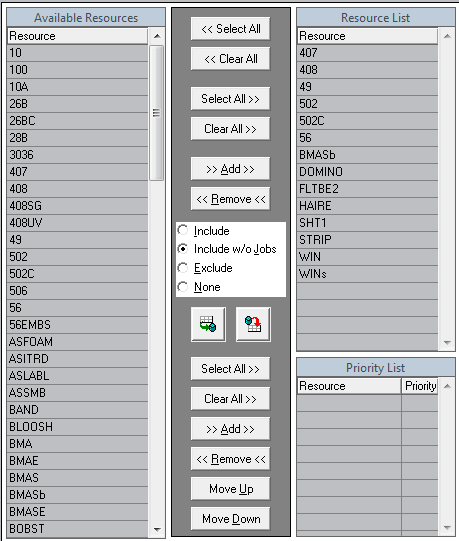 Available Resources
Resource
10
100
10A
26B
26BC
28B
3036
407
408
408SG
408UV
49
502
502C
506
56
56EMBS
ASFOAM
ASITRD
ASLABL
ASSMB
BAND
BLOOSH
BMA
BMAE
BMAS
BMASb
BMASE
BOBST
<< Select All
<< Clear All
Select All >>
Clear All >>
>> Add >>
<< Remove <<
Include
Include w/o Jobs
Exclude
None
Select All >>
Clear All >>
>> Add >>
<< Remove <<
Move Up
Move Down
Resource List
Resource
407
408
49
502
502C
56
BMASb
DOMINO
FLTBE2
HAIRE
SHT1
STRIP
WIN
WINs
Priority List
Resource Priority